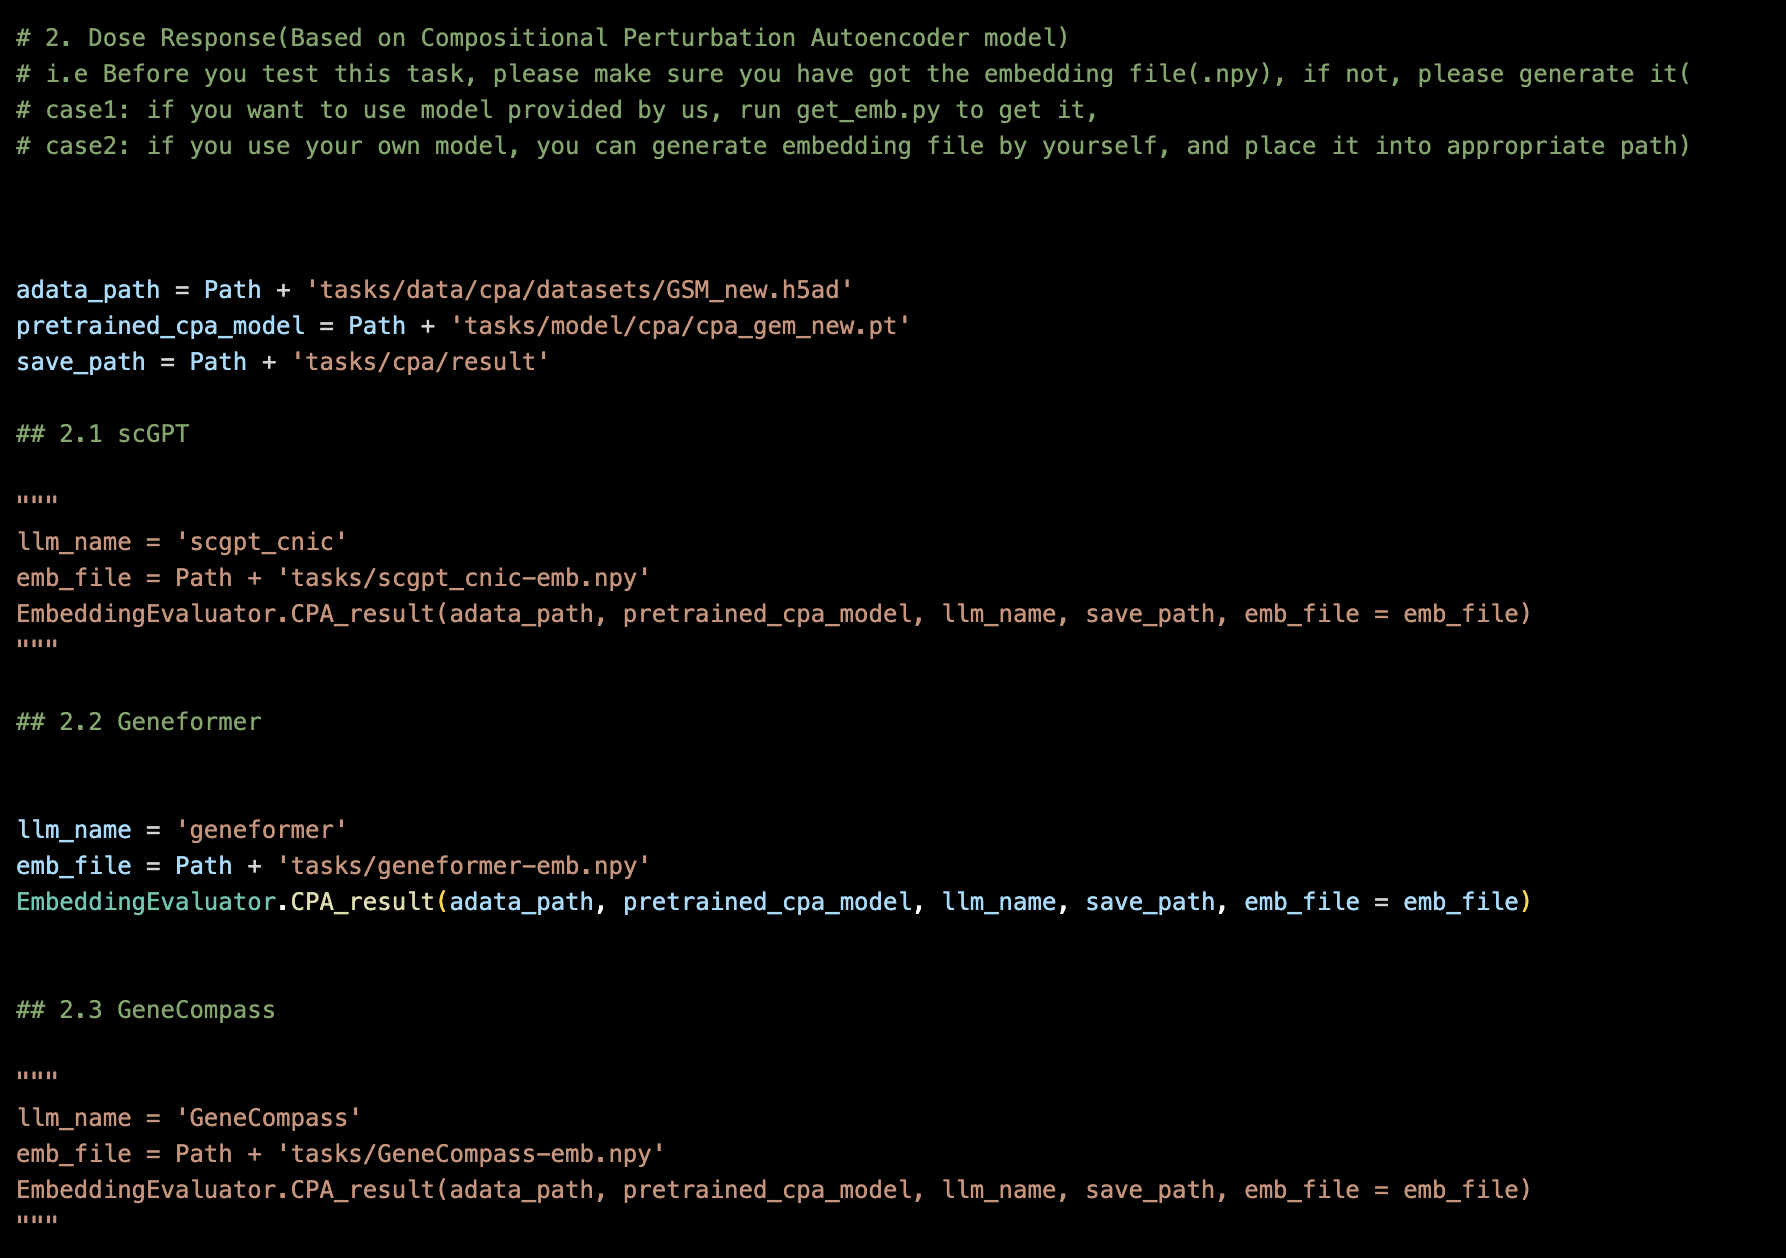 # 2. Dose Response(Based on Compositional Perturbation Autoencoder model)
# i.e Before you test this task, please make sure you have got the embedding file(.npy), if not, please generate it(
# case1: if you want to use model provided by us, run get_emb.py to get it,
# case2: if you use your own model, you can generate embedding file by yourself, and place it into appropriate path)
adata_path = Path + 'tasks/data/cpa/datasets/GSM_new.h5ad'
pretrained_cpa_model = Path + 'tasks/model/cpa/cpa_gem_new.pt'
save_path = Path + 'tasks/cpa/result'
## 2.1 scGPT
"""
llm_name = 'scgpt_cnic'
emb_file = Path + 'tasks/scgpt_cnic-emb.npy'
EmbeddingEvaluator.CPA_result(adata_path, pretrained_cpa_model, llm_name, save_path, emb_file = emb_file)
"""
## 2.2 Geneformer
llm_name = 'geneformer'
emb_file = Path + 'tasks/geneformer-emb.npy'
EmbeddingEvaluator.CPA_result(adata_path, pretrained_cpa_model, llm_name, save_path, emb_file = emb_file)
## 2.3 GeneCompass
"""
llm_name = 'GeneCompass'
emb_file = Path + 'tasks/GeneCompass-emb.npy'
EmbeddingEvaluator.CPA_result(adata_path, pretrained_cpa_model, llm_name, save_path, emb_file = emb_file)
"""